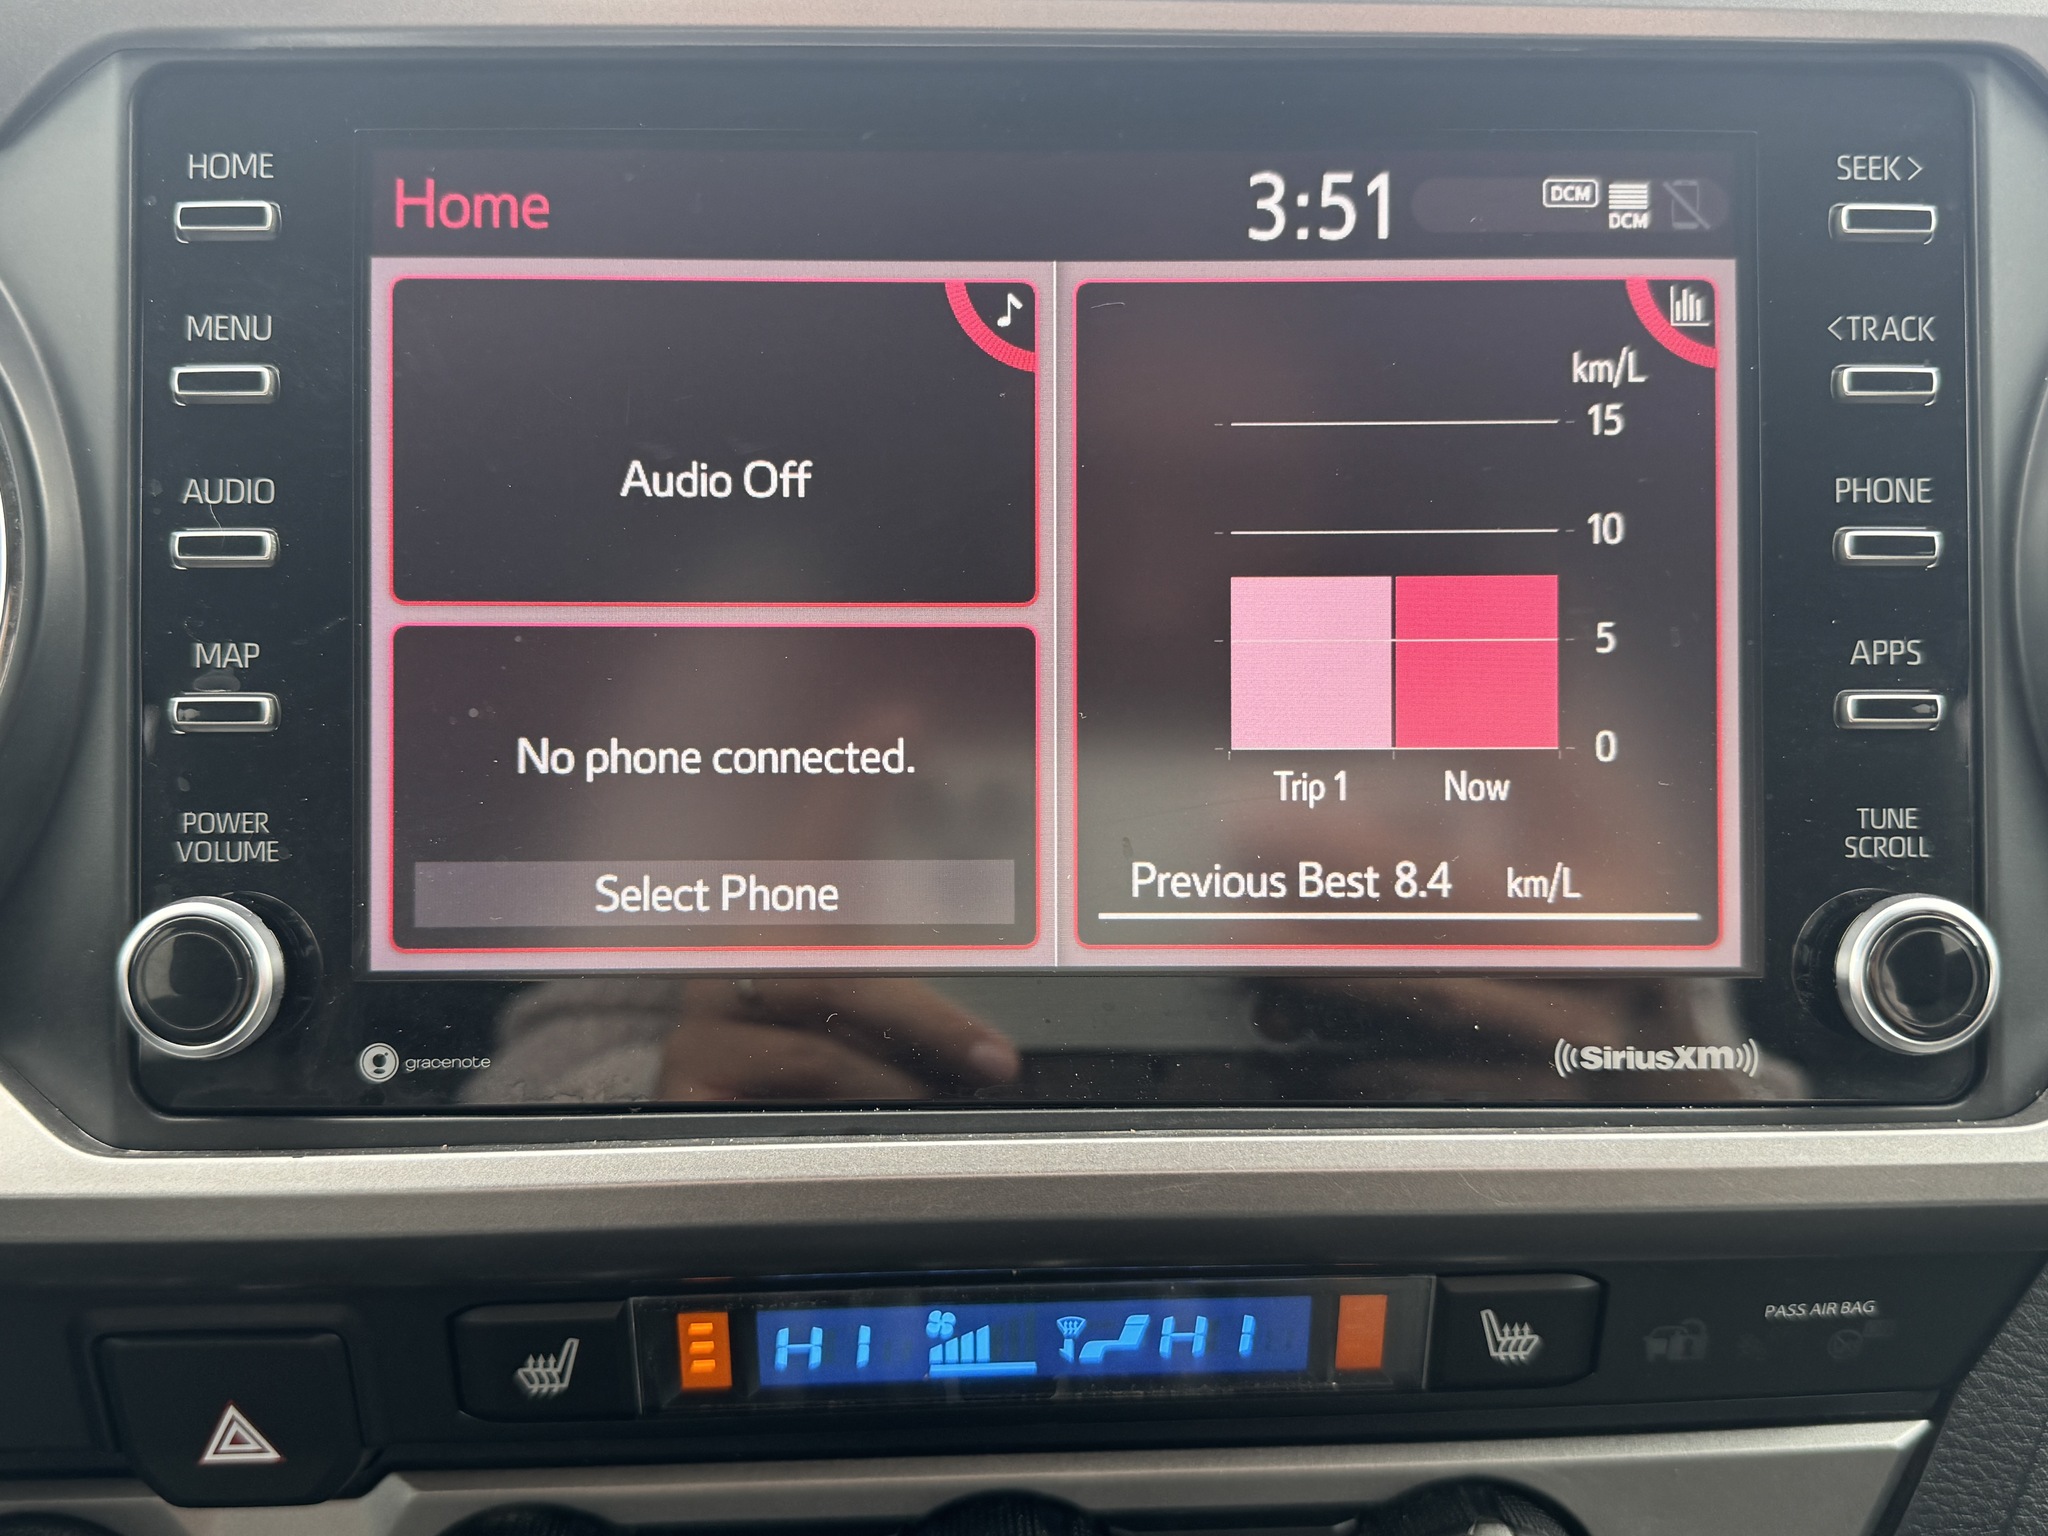 HOME
MENU
AUDIO
MAP
POWER
VOLUME
Home
3:51
DCM
DCM
Audio Off
No phone connected.
Select Phone
km/L
15
10
5
0
Trip 1
Now
Previous Best 8.4 km/L
SEEK >
< TRACK
PHONE
APPS
TUNE
SCROLL
gracenote
((SiriusXM))
HI
HI
PASS AIR BAG